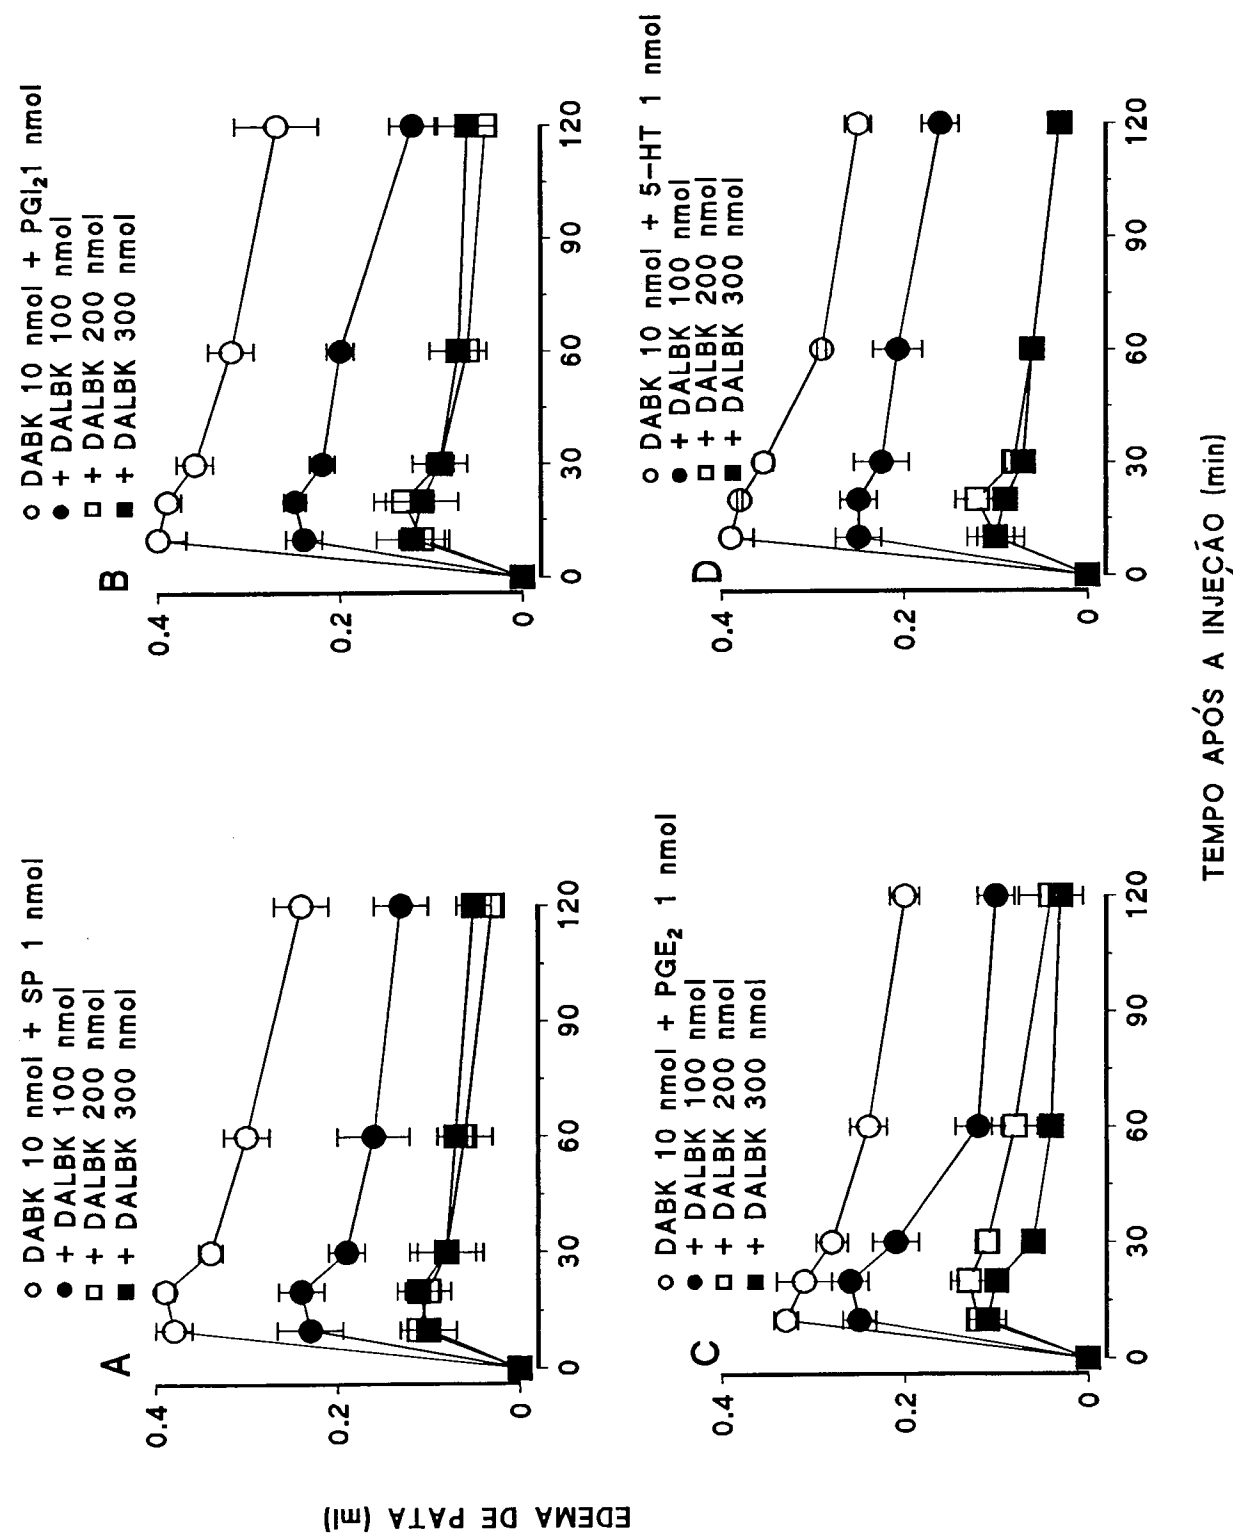 A
○ DABK 10 nmol + SP 1 nmol
● + DALBK 100 nmol
□ + DALBK 200 nmol
■ + DALBK 300 nmol
0.4
0.2
0
0
30
60
90
120
B
○ DABK 10 nmol + PGI₂1 nmol
● + DALBK 100 nmol
□ + DALBK 200 nmol
■ + DALBK 300 nmol
0.4
0.2
0
0
30
60
90
120
C
○ DABK 10 nmol + PGE₂ 1 nmol
● + DALBK 100 nmol
□ + DALBK 200 nmol
■ + DALBK 300 nmol
0.4
0.2
0
0
30
60
90
120
D
○ DABK 10 nmol + 5-HT 1 nmol
● + DALBK 100 nmol
□ + DALBK 200 nmol
■ + DALBK 300 nmol
0.4
0.2
0
0
30
60
90
120
EDEMA DE PATA (ml)
TEMPO APÓS A INJEÇÃO (min)